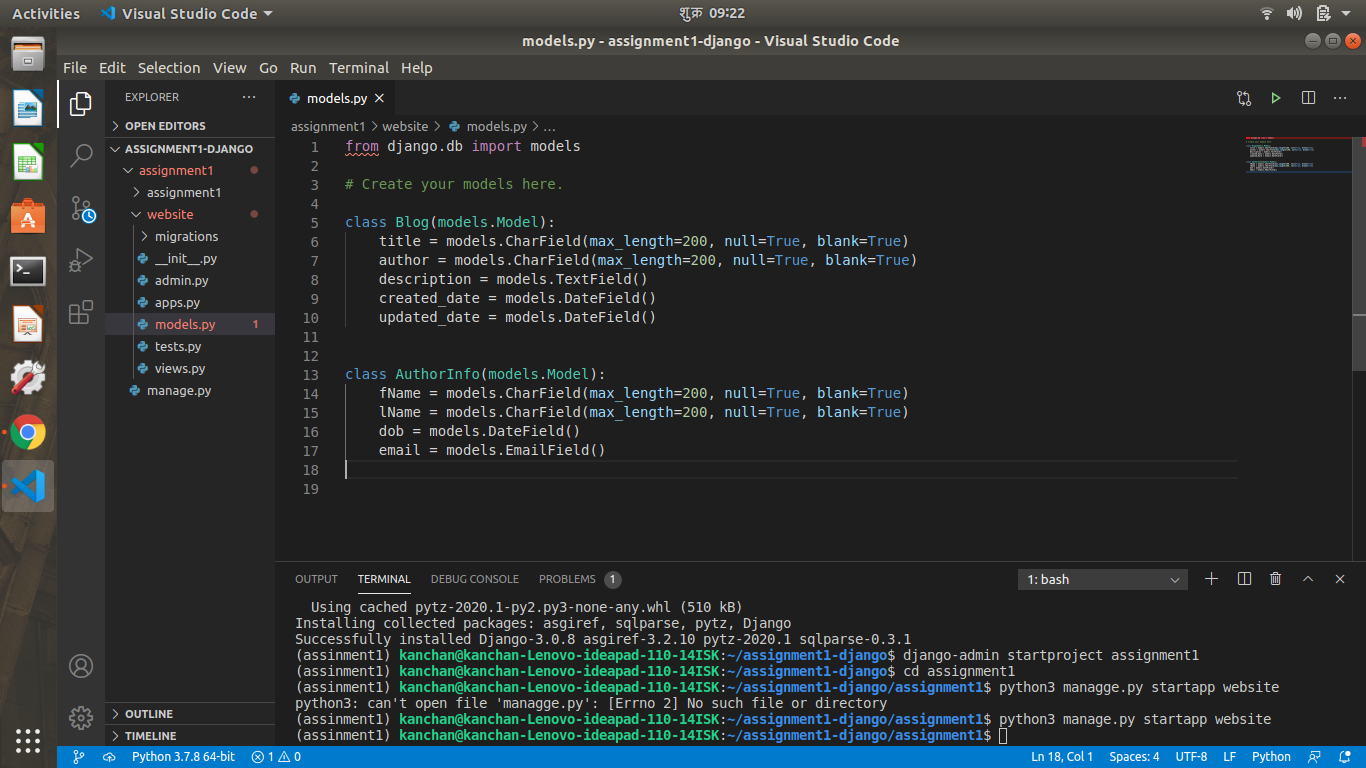 Activities Visual Studio Code शुक्र 09:22
models.py - assignment1-django - Visual Studio Code
File Edit Selection View Go Run Terminal Help
EXPLORER
OPEN EDITORS
ASSIGNMENT1-DJANGO
assignment1
assignment1
website
migrations
__init__.py
admin.py
apps.py
models.py 1
tests.py
views.py
manage.py
OUTLINE
TIMELINE
models.py
assignment1 > website > models.py > ...
1 from django.db import models
2
3 # Create your models here.
4
5 class Blog(models.Model):
6 title = models.CharField(max_length=200, null=True, blank=True)
7 author = models.CharField(max_length=200, null=True, blank=True)
8 description = models.TextField()
9 created_date = models.DateField()
10 updated_date = models.DateField()
11
12
13 class AuthorInfo(models.Model):
14 fName = models.CharField(max_length=200, null=True, blank=True)
15 lName = models.CharField(max_length=200, null=True, blank=True)
16 dob = models.DateField()
17 email = models.EmailField()
18
19
OUTPUT TERMINAL DEBUG CONSOLE PROBLEMS 1 1: bash
Using cached pytz-2020.1-py2.py3-none-any.whl (510 kB)
Installing collected packages: asgiref, sqlparse, pytz, Django
Successfully installed Django-3.0.8 asgiref-3.2.10 pytz-2020.1 sqlparse-0.3.1
(assinment1) kanchan@kanchan-Lenovo-ideapad-110-14ISK:~/assignment1-django$ django-admin startproject assignment1
(assinment1) kanchan@kanchan-Lenovo-ideapad-110-14ISK:~/assignment1-django$ cd assignment1
(assinment1) kanchan@kanchan-Lenovo-ideapad-110-14ISK:~/assignment1-django/assignment1$ python3 managge.py startapp website
python3: can't open file 'managge.py': [Errno 2] No such file or directory
(assinment1) kanchan@kanchan-Lenovo-ideapad-110-14ISK:~/assignment1-django/assignment1$ python3 manage.py startapp website
(assinment1) kanchan@kanchan-Lenovo-ideapad-110-14ISK:~/assignment1-django/assignment1$
Python 3.7.8 64-bit 1 0 Ln 18, Col 1 Spaces: 4 UTF-8 LF Python